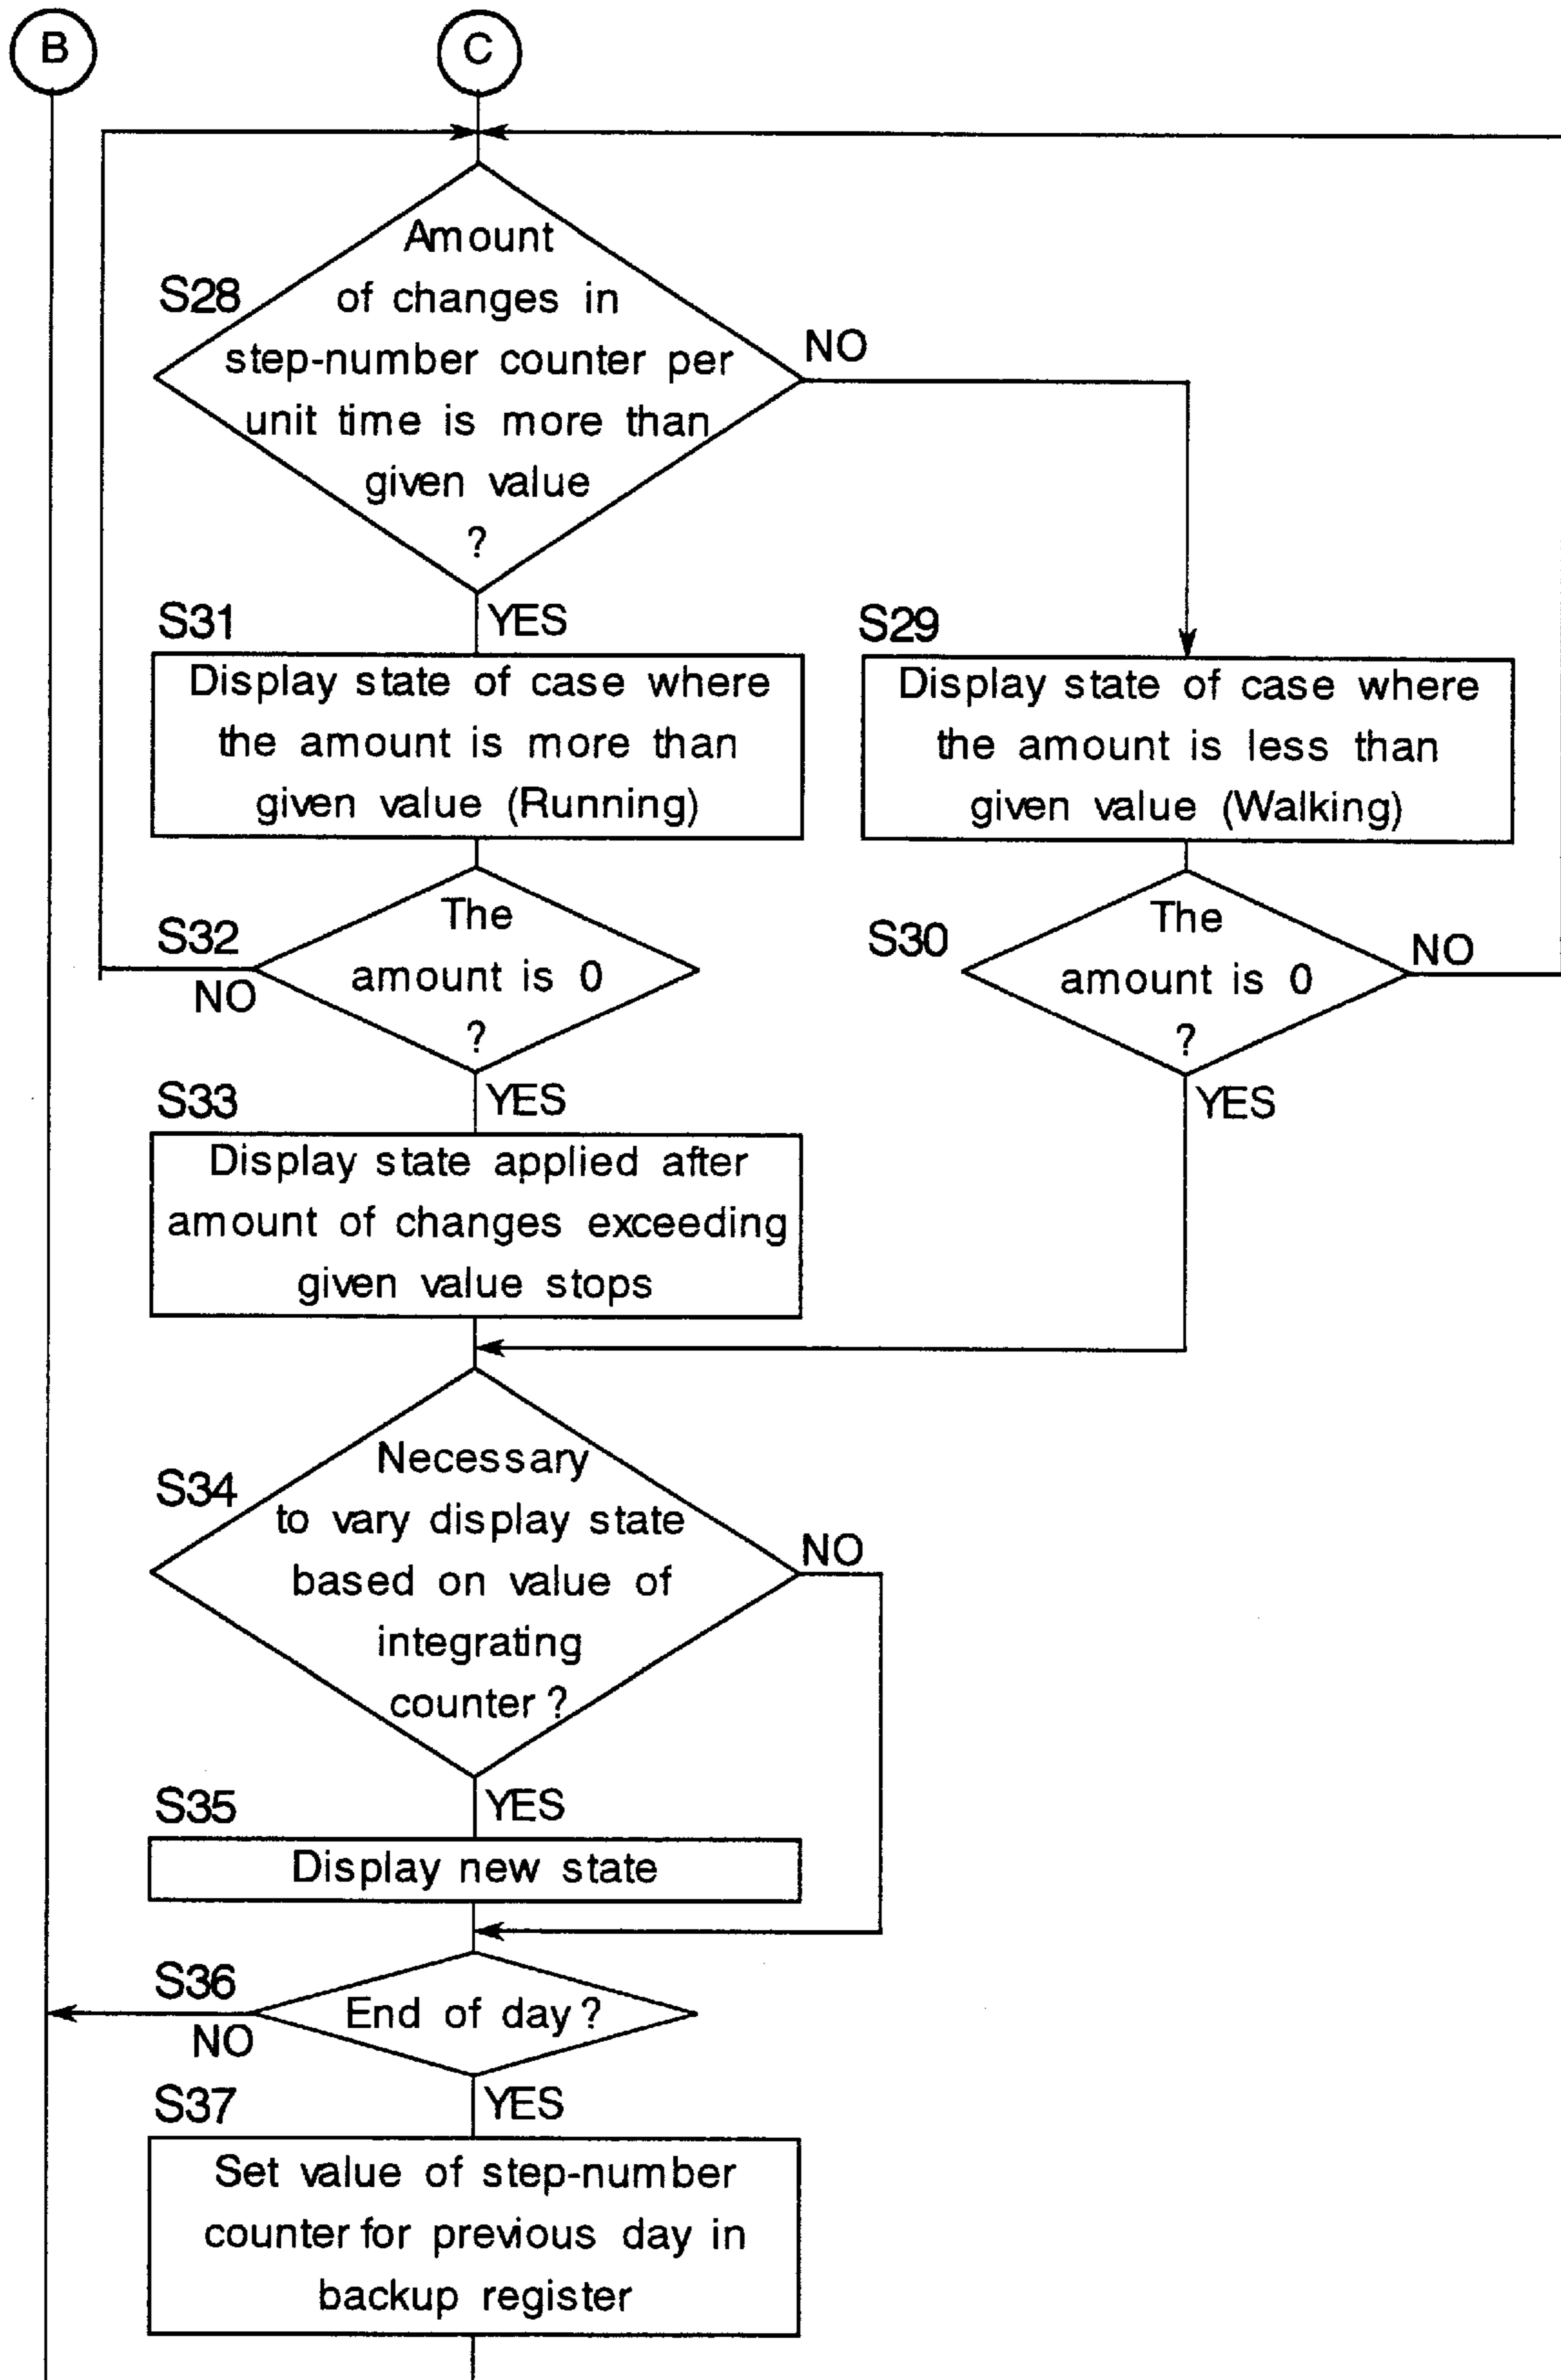 B
C
Amount
S28
of changes in
step-number counter per
NO
unit time is more than
given value
?
YES
S31
Display state of case where
the amount is more than
given value (Running)
S29
Display state of case where
the amount is less than
given value (Walking)
S32
The
amount is 0
NO
?
S30
The
amount is 0
NO
?
YES
YES
S33
Display state applied after
amount of changes exceeding
given value stops
S34
Necessary
to vary display state
based on value of
NO
integrating
counter ?
YES
S35
Display new state
S36
End of day ?
NO
YES
S37
Set value of step-number
counter for previous day in
backup register